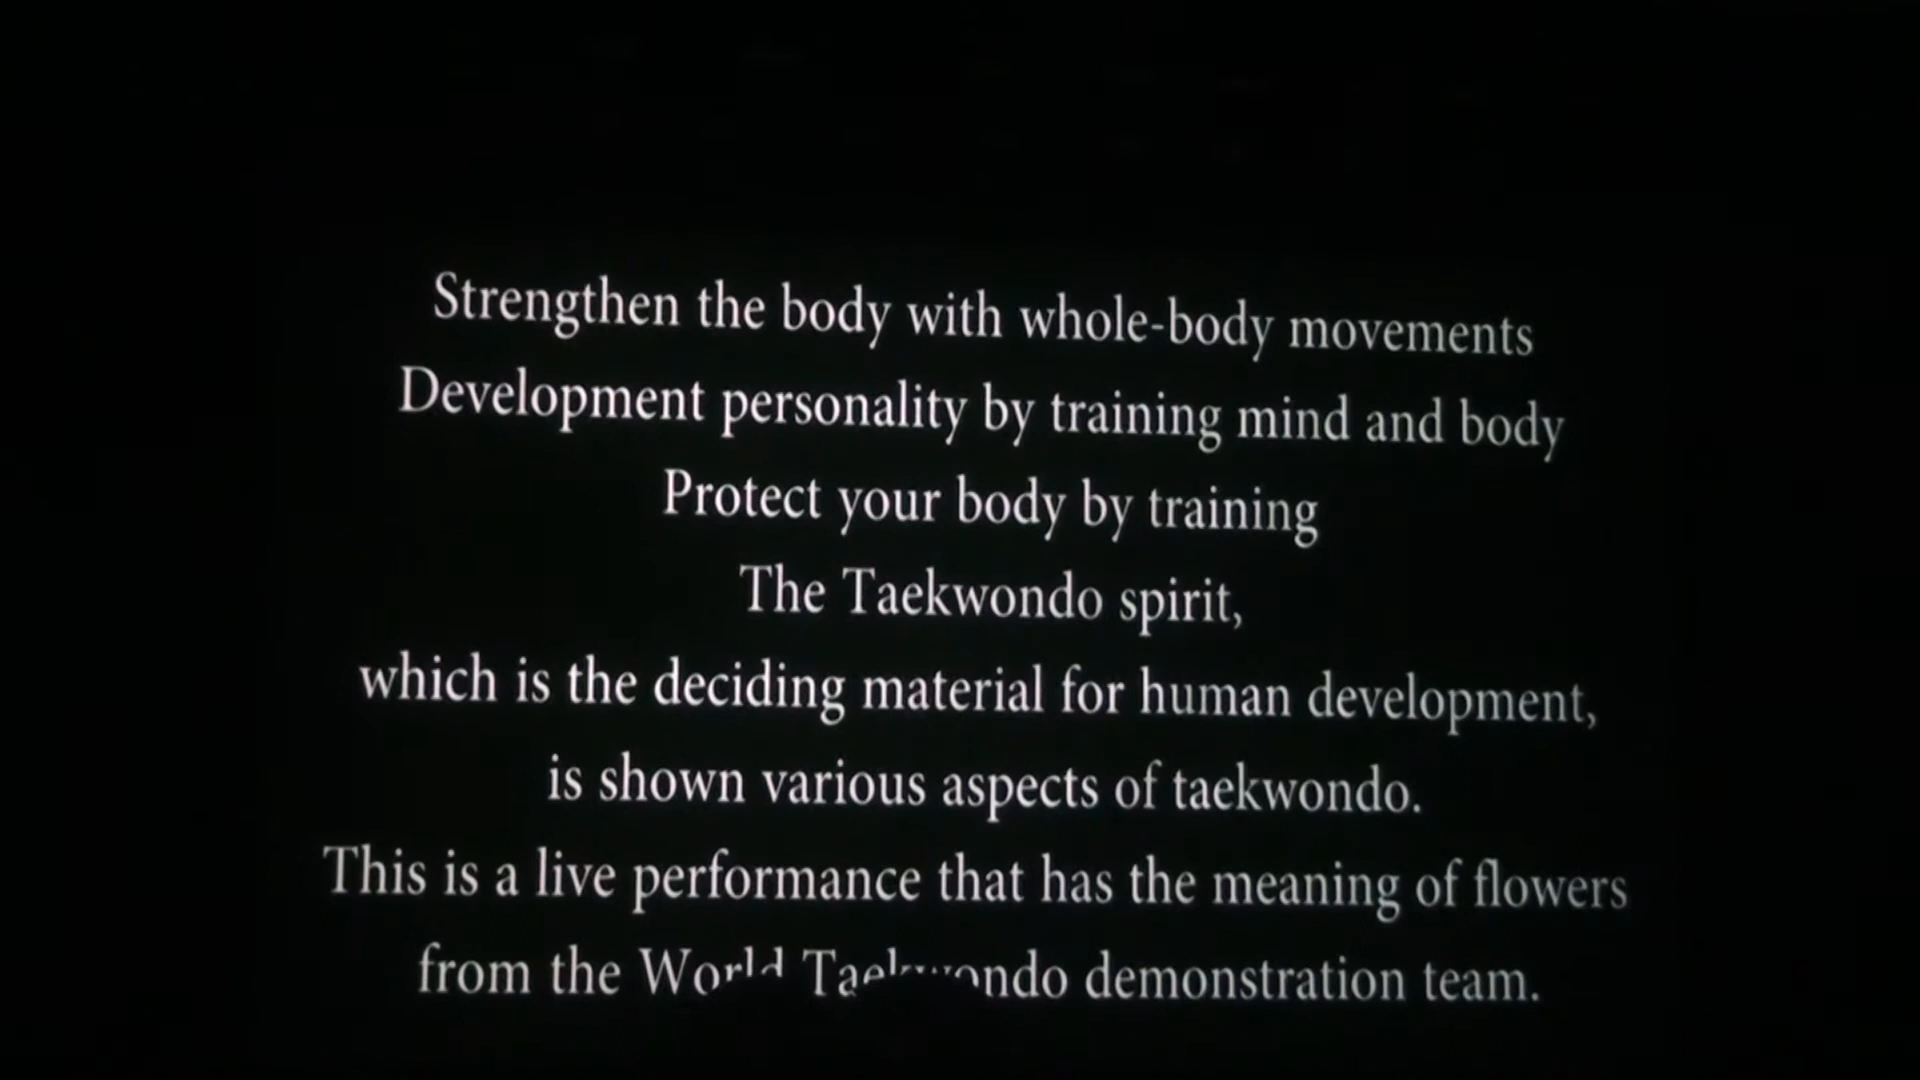 Strengthen the body with whole-body movements
Development personality by training mind and body
Protect your body by training
The Taekwondo spirit,
which is the deciding material for human development,
is shown various aspects of taekwondo.
This is a live performance that has the meaning of flowers
from the World Taekwondo demonstration team.